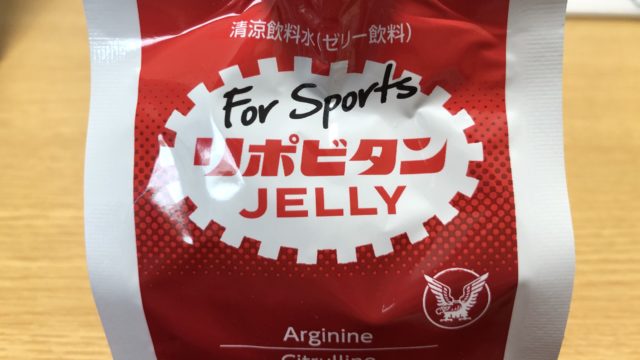 清涼飲料水(ゼリー飲料)
For Sports
リポビタン
JELLY
Arginine
Citrulline